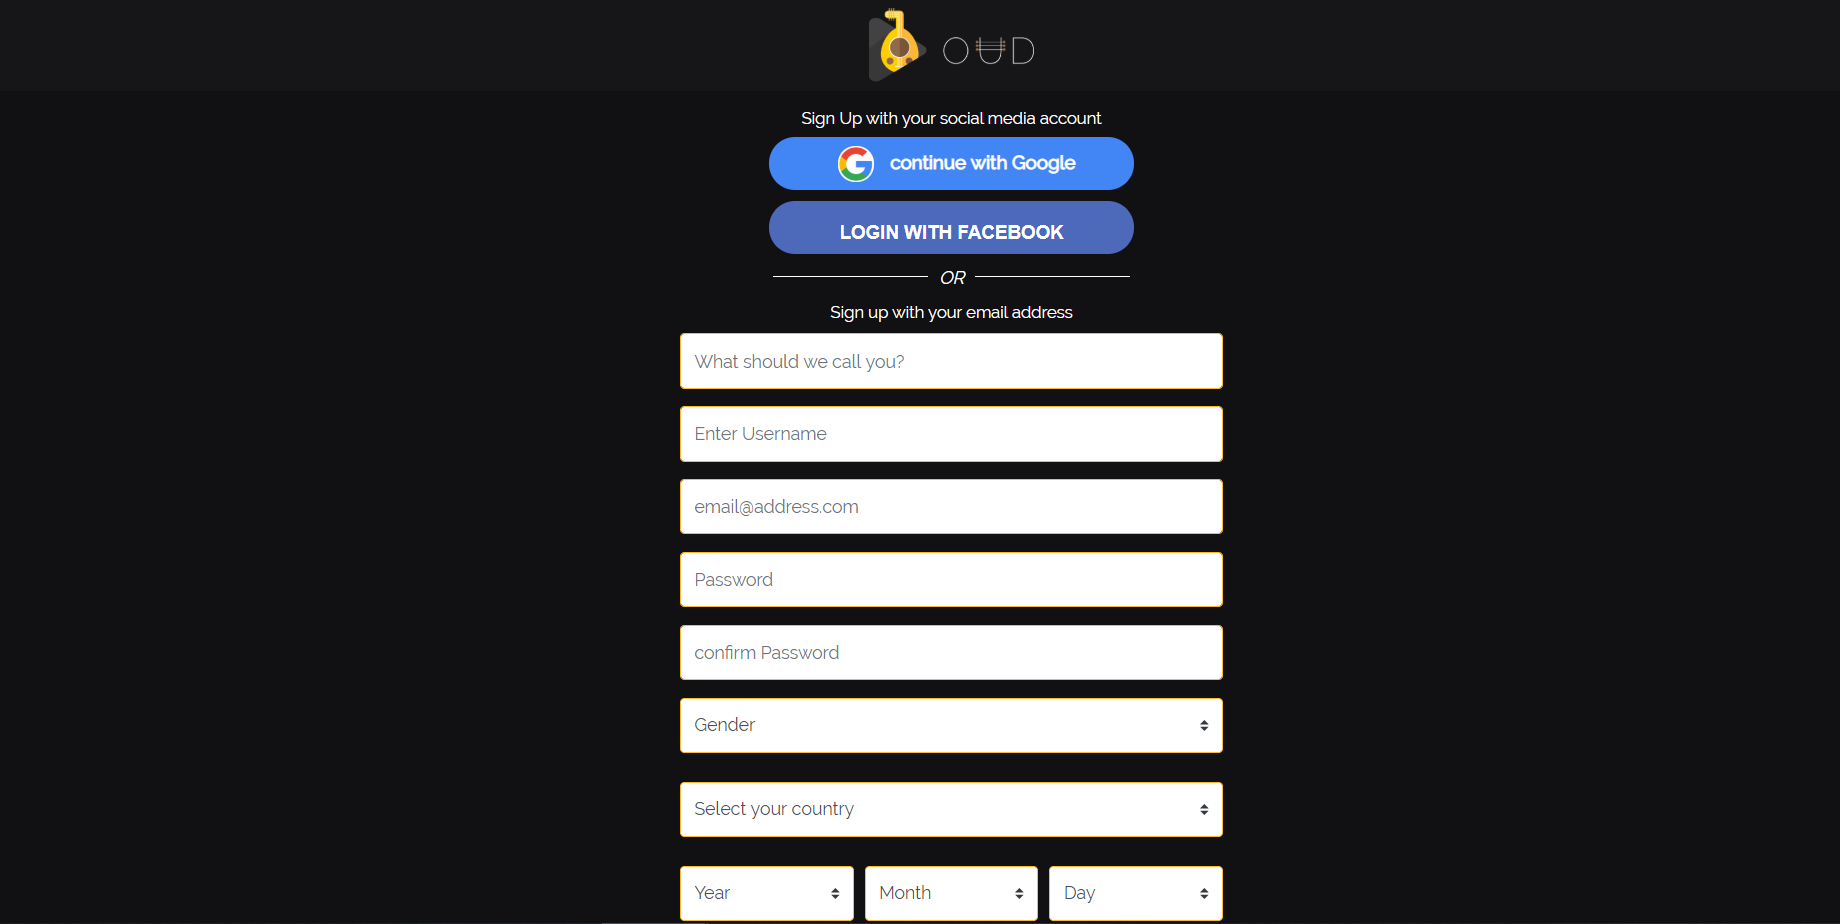 OUD
Sign Up with your social media account
continue with Google
LOGIN WITH FACEBOOK
OR
Sign up with your email address
What should we call you?
Enter Username
email@address.com
Password
confirm Password
Gender
Select your country
Year Month Day